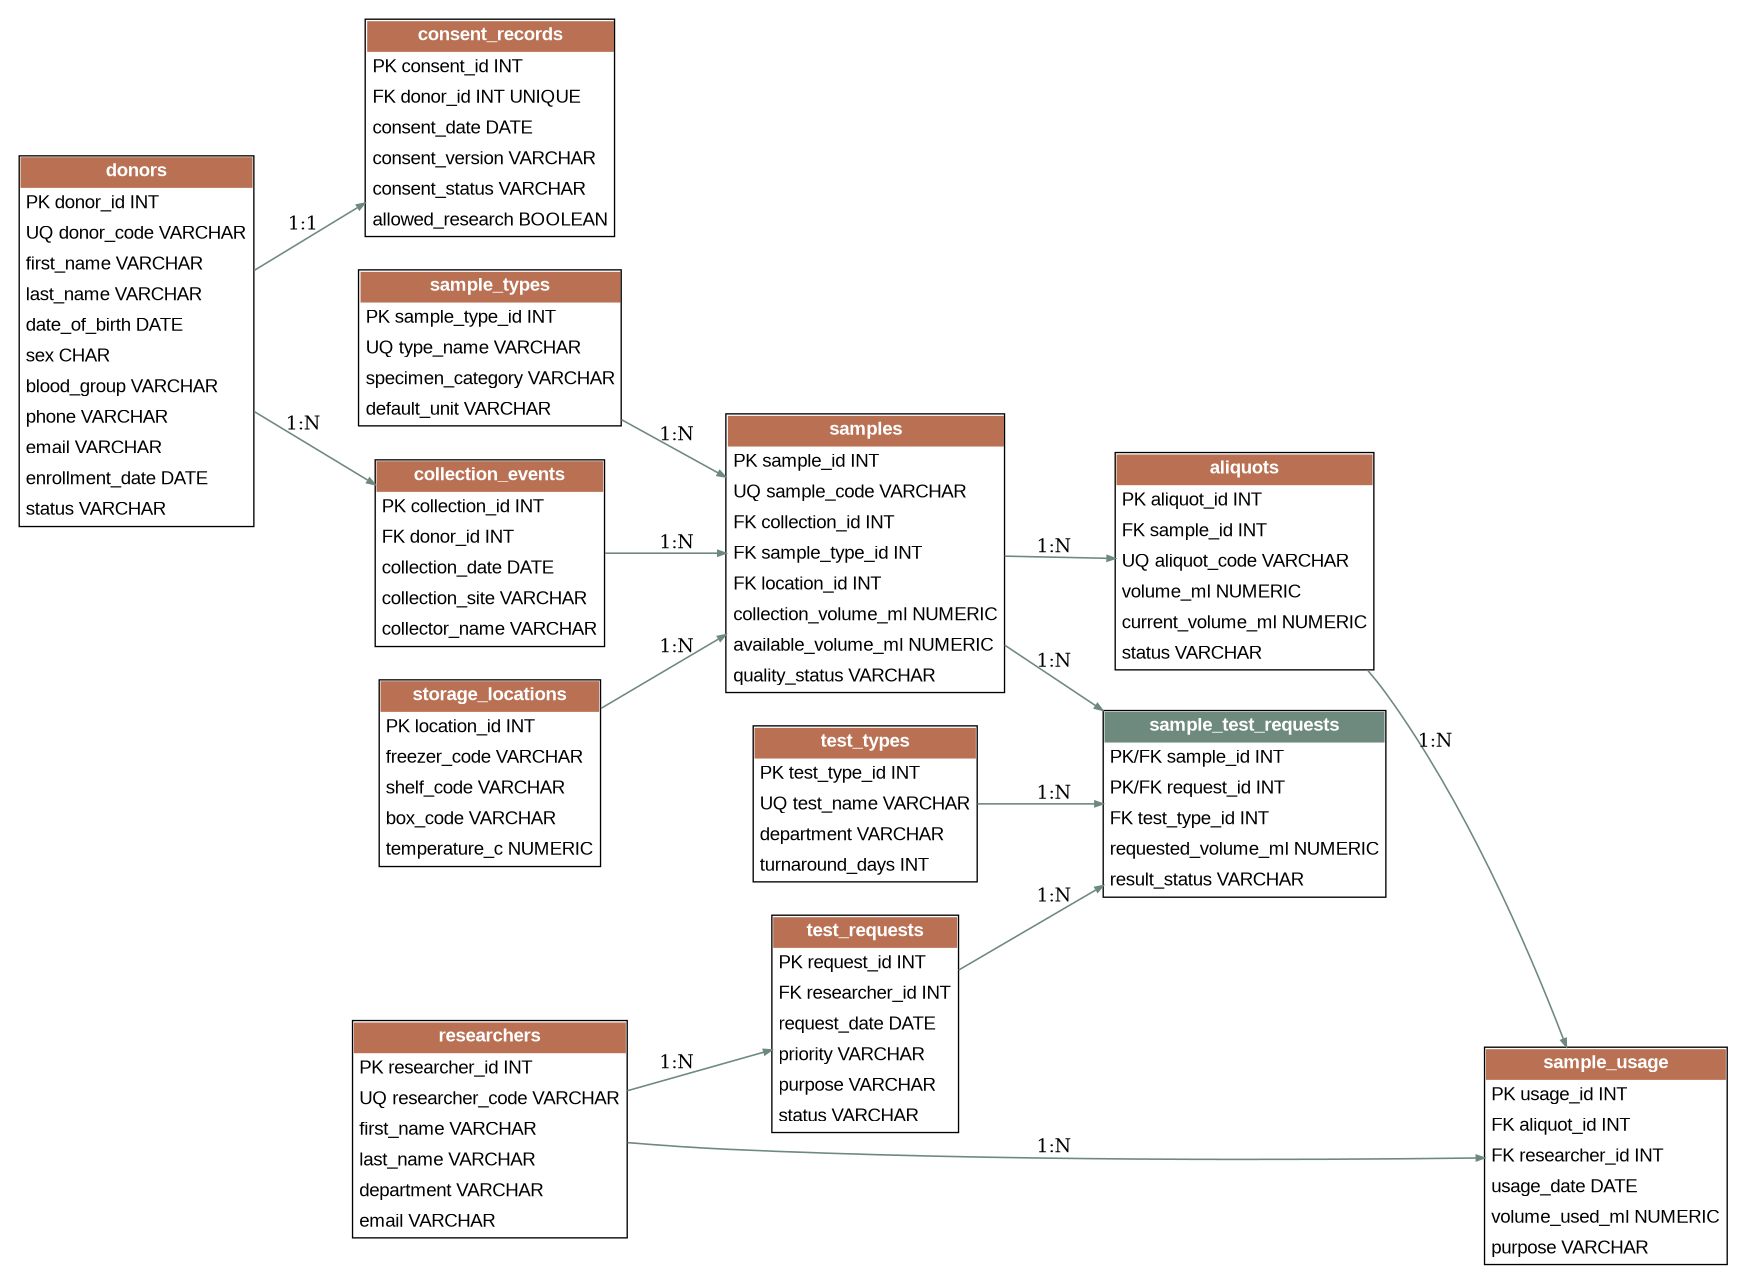 consent_records
PK consent_id INT
FK donor_id INT UNIQUE
consent_date DATE
consent_version VARCHAR
consent_status VARCHAR
allowed_research BOOLEAN
donors
PK donor_id INT
UQ donor_code VARCHAR
first_name VARCHAR
last_name VARCHAR
date_of_birth DATE
sex CHAR
blood_group VARCHAR
phone VARCHAR
email VARCHAR
enrollment_date DATE
status VARCHAR
1:1
1:N
sample_types
PK sample_type_id INT
UQ type_name VARCHAR
specimen_category VARCHAR
default_unit VARCHAR
1:N
collection_events
PK collection_id INT
FK donor_id INT
collection_date DATE
collection_site VARCHAR
collector_name VARCHAR
1:N
storage_locations
PK location_id INT
freezer_code VARCHAR
shelf_code VARCHAR
box_code VARCHAR
temperature_c NUMERIC
1:N
samples
PK sample_id INT
UQ sample_code VARCHAR
FK collection_id INT
FK sample_type_id INT
FK location_id INT
collection_volume_ml NUMERIC
available_volume_ml NUMERIC
quality_status VARCHAR
1:N
1:N
aliquots
PK aliquot_id INT
FK sample_id INT
UQ aliquot_code VARCHAR
volume_ml NUMERIC
current_volume_ml NUMERIC
status VARCHAR
1:N
test_types
PK test_type_id INT
UQ test_name VARCHAR
department VARCHAR
turnaround_days INT
1:N
sample_test_requests
PK/FK sample_id INT
PK/FK request_id INT
FK test_type_id INT
requested_volume_ml NUMERIC
result_status VARCHAR
test_requests
PK request_id INT
FK researcher_id INT
request_date DATE
priority VARCHAR
purpose VARCHAR
status VARCHAR
1:N
researchers
PK researcher_id INT
UQ researcher_code VARCHAR
first_name VARCHAR
last_name VARCHAR
department VARCHAR
email VARCHAR
1:N
1:N
sample_usage
PK usage_id INT
FK aliquot_id INT
FK researcher_id INT
usage_date DATE
volume_used_ml NUMERIC
purpose VARCHAR